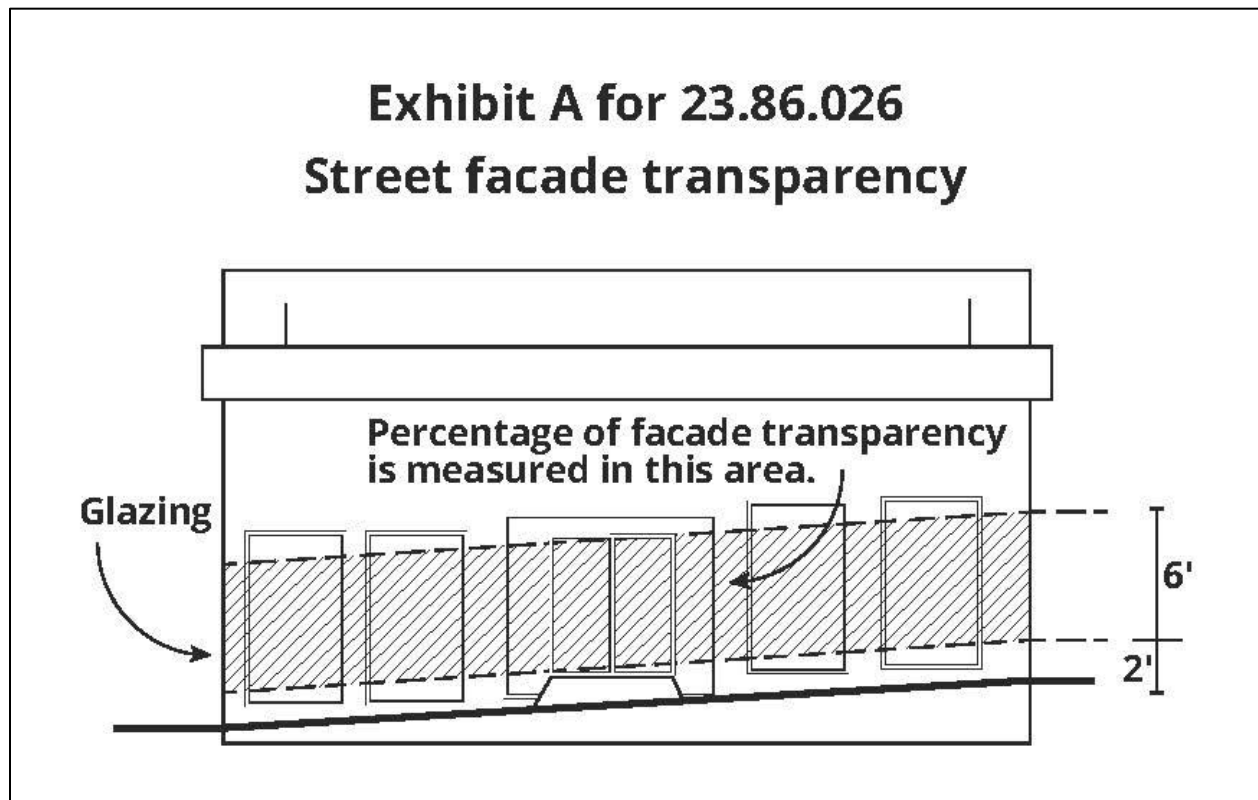 Exhibit A for 23.86.026
Street facade transparency
Percentage of facade transparency
is measured in this area.
Glazing
6'
2'